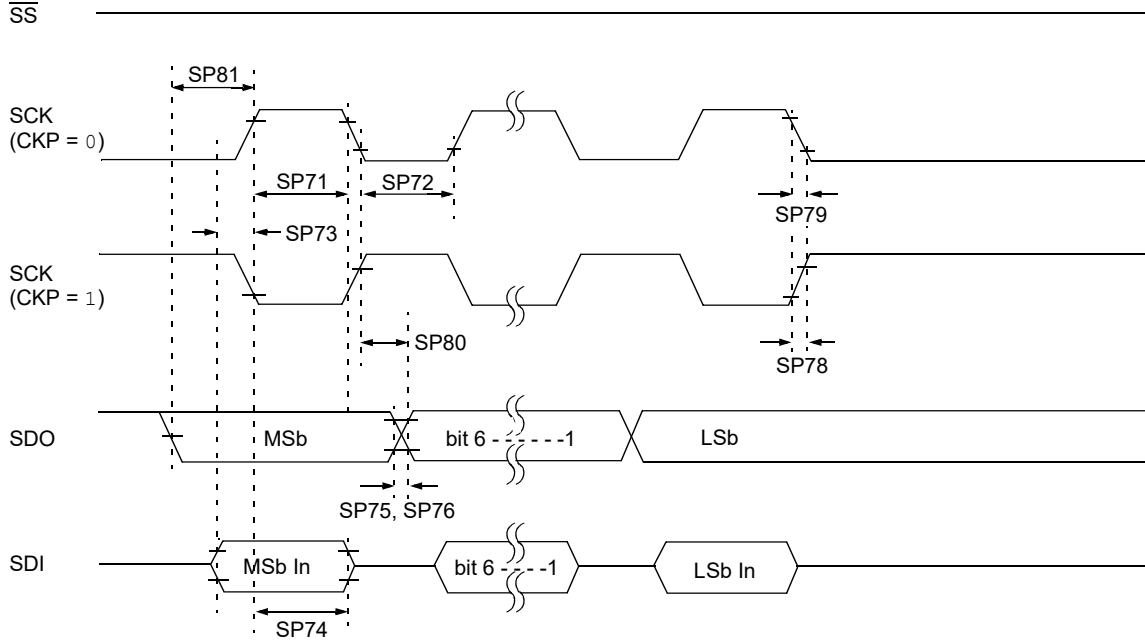 SS
SP81
SCK
(CKP = 0)
SP71
SP72
SP79
SP73
SCK
(CKP = 1)
SP80
SP78
SDO
MSb
bit 6 - - - - - -1
LSb
SP75, SP76
SDI
MSb In
bit 6 - - - -1
LSb In
SP74